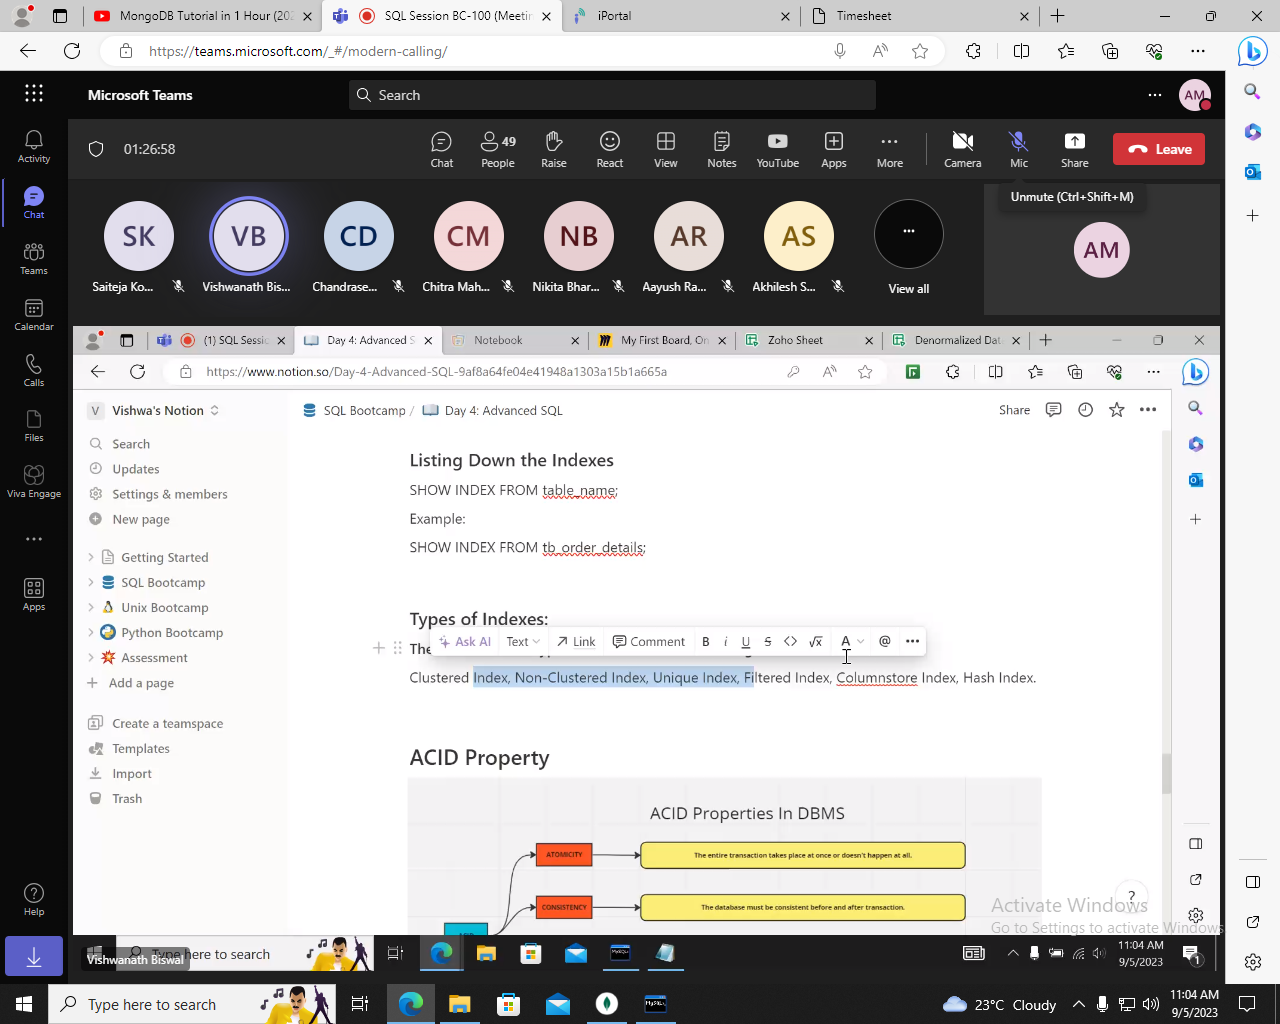 MongoDB Tutorial in 1 Hour (202
SQL Session BC-100 (Meetin
iPortal
Timesheet
https://teams.microsoft.com/_#/modern-calling/
Microsoft Teams
Search
AM
Activity
Chat
Teams
Calendar
Calls
Files
Viva Engage
Apps
Help
01:26:58
Chat
49
People
Raise
React
View
Notes
YouTube
Apps
More
Camera
Mic
Share
Leave
Unmute (Ctrl+Shift+M)
SK
VB
CD
CM
NB
AR
AS
AM
Saiteja Ko...
Vishwanath Bis...
Chandrase...
Chitra Mah...
Nikita Bhar...
Aayush Ra...
Akhilesh S...
View all
(1) SQL Sessio
Day 4: Advanced S
Notebook
My First Board, On
Zoho Sheet
Denormalized Dat
https://www.notion.so/Day-4-Advanced-SQL-9af8a64fe04e41948a1303a15b1a665a
V
Vishwa's Notion
SQL Bootcamp / Day 4: Advanced SQL
Share
Search
Updates
Settings & members
New page
Getting Started
SQL Bootcamp
Unix Bootcamp
Python Bootcamp
Assessment
Add a page
Create a teamspace
Templates
Import
Trash
Listing Down the Indexes
SHOW INDEX FROM table_name;
Example:
SHOW INDEX FROM tb_order_details;
Types of Indexes:
Ask AI
Text
Link
Comment
B
i
U
S
√x
A
@
The
Clustered Index, Non-Clustered Index, Unique Index, Filtered Index, Columnstore Index, Hash Index.
ACID Property
ACID Properties In DBMS
ATOMICITY
The entire transaction takes place at once or doesn't happen at all.
CONSISTENCY
The database must be consistent before and after transaction.
?
Activate Windows
Go to Settings to activate Windows
Vishwanath Biswal
here to search
11:04 AM
9/5/2023
1
Type here to search
23°C Cloudy
11:04 AM
9/5/2023